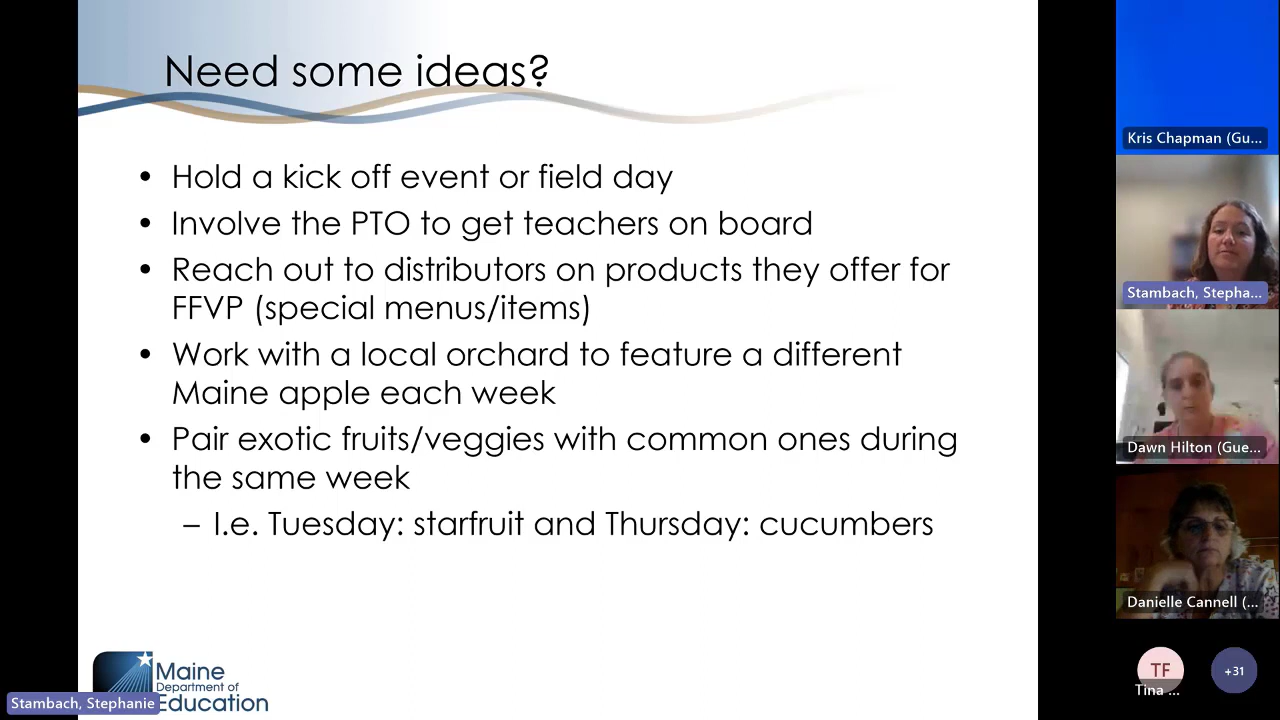 Need some ideas?
• Hold a kick off event or field day
• Involve the PTO to get teachers on board
• Reach out to distributors on products they offer for
FFVP (special menus/items)
• Work with a local orchard to feature a different
Maine apple each week
• Pair exotic fruits/veggies with common ones during
the same week
– I.e. Tuesday: starfruit and Thursday: cucumbers
Maine
Department of
Education
Stambach, Stephanie
Kris Chapman (Gu...
Stambach, Stepha...
Dawn Hilton (Gue...
Danielle Cannell (...
TF
Tina ...
+31